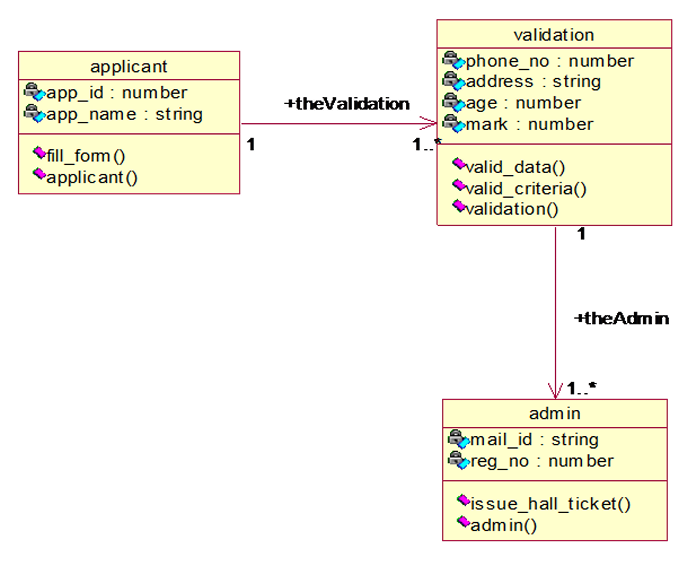 applicant
app_id : number
app_name : string
fill_form()
applicant()
+theValidation
1
1..*
validation
phone_no : number
address : string
age : number
mark : number
valid_data()
valid_criteria()
validation()
1
+theAdmin
1..*
admin
mail_id : string
reg_no : number
issue_hall_ticket()
admin()